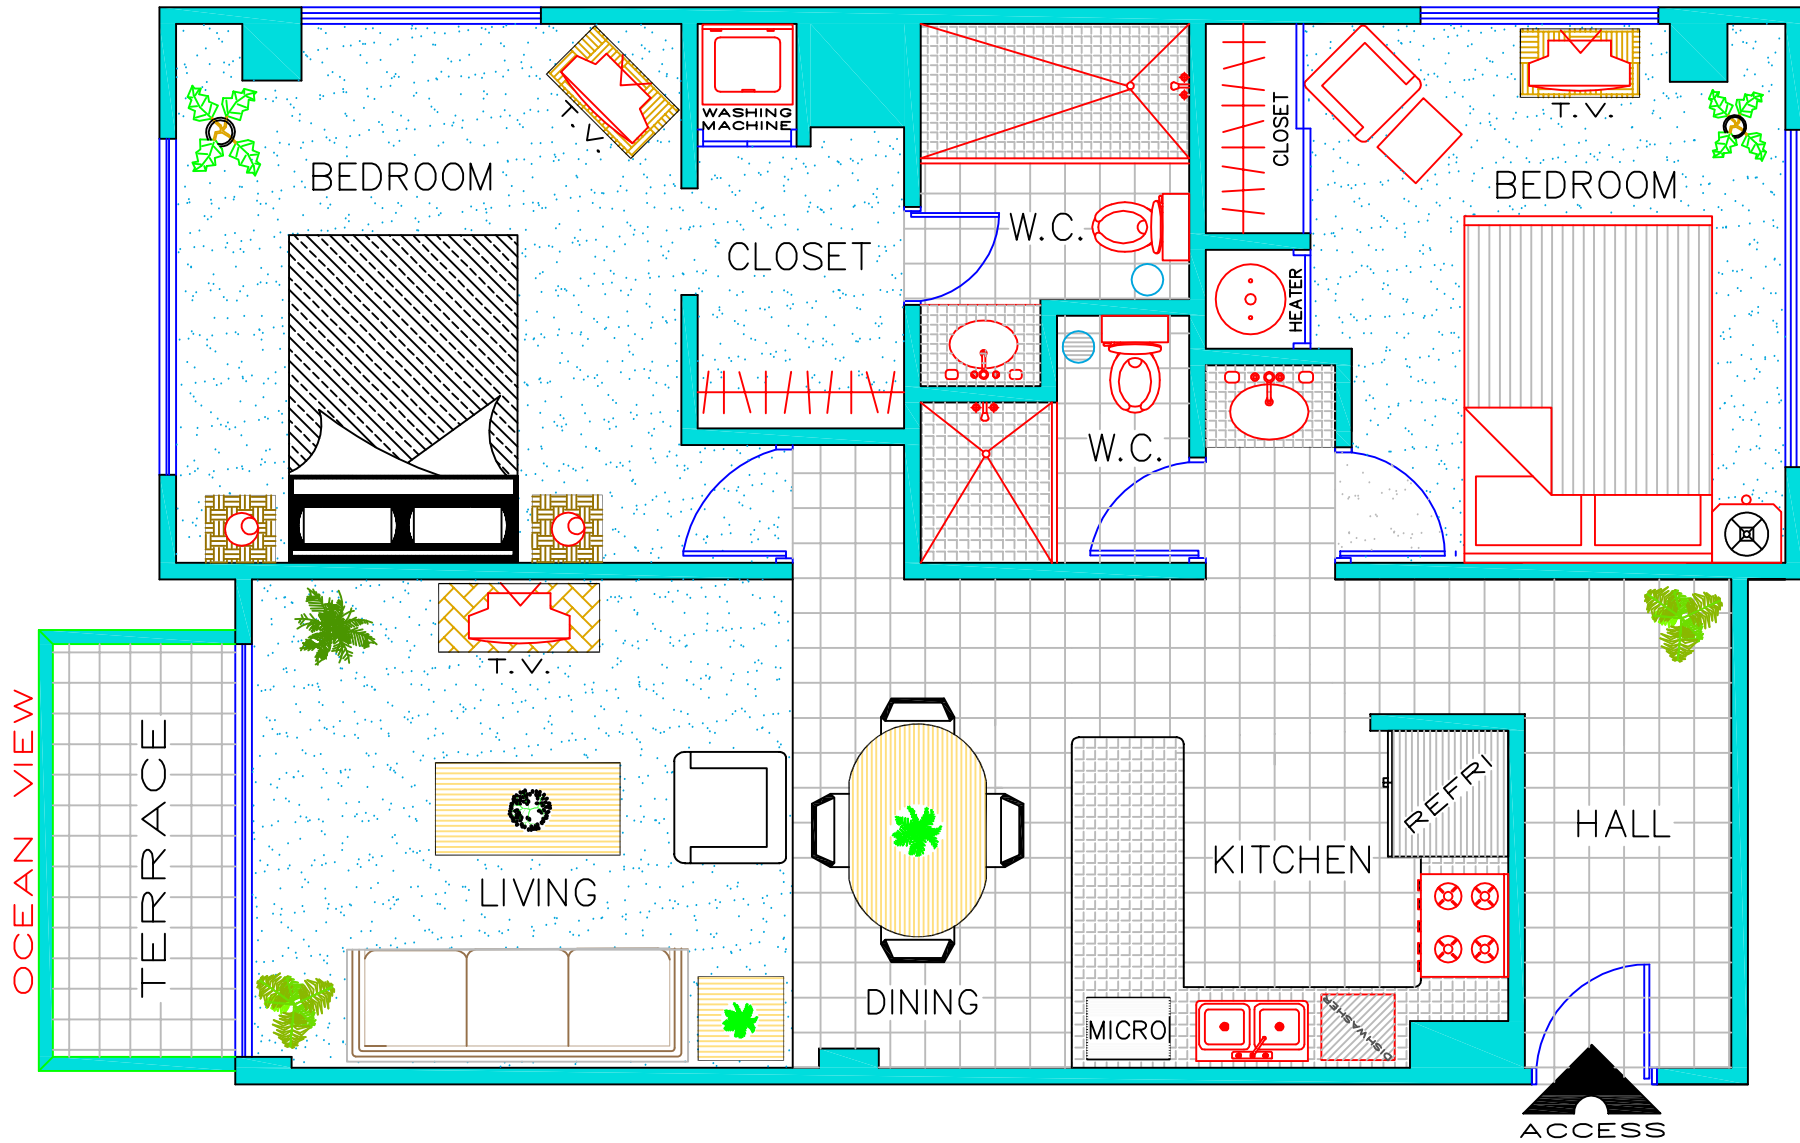 WASHING
MACHINE
T.V.
BEDROOM
CLOSET
W.C.
CLOSET
T.V.
BEDROOM
HEATER
W.C.
T.V.
OCEAN VIEW
TERRACE
LIVING
DINING
KITCHEN
REFRI
HALL
MICRO
DISHWASHER
ACCESS